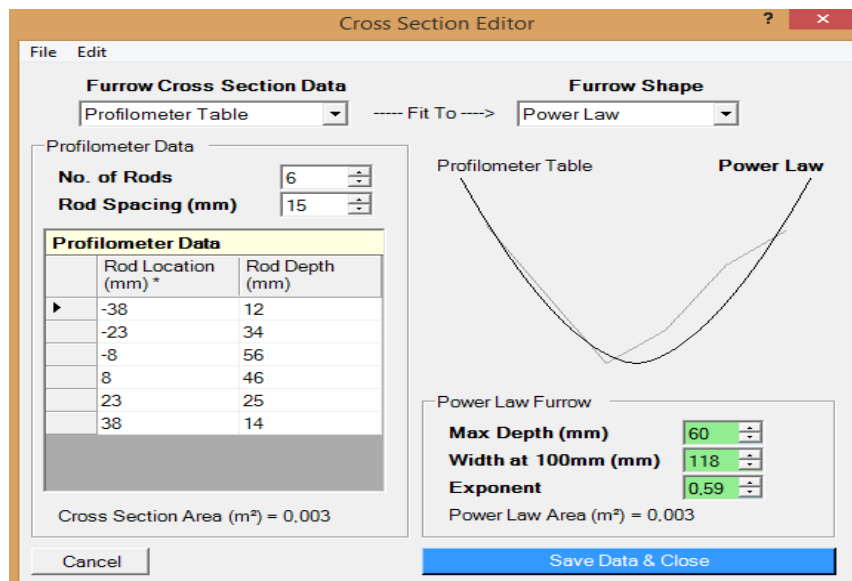 Cross Section Editor
?
×
File Edit
Furrow Cross Section Data
Furrow Shape
Profilometer Table
----- Fit To ---->
Power Law
Profilometer Data
No. of Rods 6
Rod Spacing (mm) 15
Profilometer Data
Rod Location (mm) * Rod Depth (mm)
-38 12
-23 34
-8 56
8 46
23 25
38 14
Cross Section Area (m²) = 0,003
Profilometer Table Power Law
Power Law Furrow
Max Depth (mm) 60
Width at 100mm (mm) 118
Exponent 0,59
Power Law Area (m²) = 0,003
Cancel
Save Data & Close